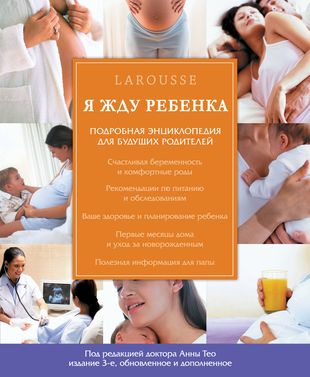 LAROUSSE
Я ЖДУ РЕБЕНКА
ПОДРОБНАЯ ЭНЦИКЛОПЕДИЯ
ДЛЯ БУДУЩИХ РОДИТЕЛЕЙ
Счастливая беременность
и комфортные роды
Рекомендации по питанию
и обследованиям
Ваше здоровье и планирование ребенка
Первые месяцы дома
и уход за новорожденным
Полезная информация для папы
Под редакцией доктора Анны Тео
издание 3-е, обновленное и дополненное